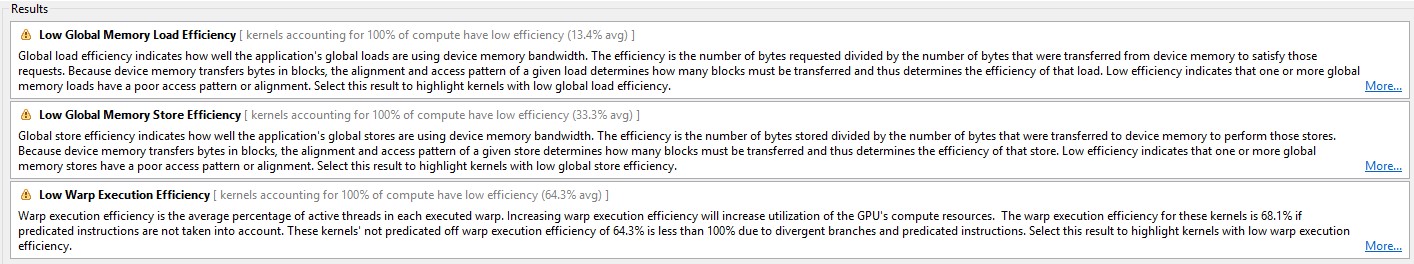 Results
Low Global Memory Load Efficiency [ kernels accounting for 100% of compute have low efficiency (13.4% avg) ]
Global load efficiency indicates how well the application's global loads are using device memory bandwidth. The efficiency is the number of bytes requested divided by the number of bytes that were transferred from device memory to satisfy those
requests. Because device memory transfers bytes in blocks, the alignment and access pattern of a given load determines how many blocks must be transferred and thus determines the efficiency of that load. Low efficiency indicates that one or more global
memory loads have a poor access pattern or alignment. Select this result to highlight kernels with low global load efficiency. More...
Low Global Memory Store Efficiency [ kernels accounting for 100% of compute have low efficiency (33.3% avg) ]
Global store efficiency indicates how well the application's global stores are using device memory bandwidth. The efficiency is the number of bytes stored divided by the number of bytes that were transferred to device memory to perform those stores.
Because device memory transfers bytes in blocks, the alignment and access pattern of a given store determines how many blocks must be transferred and thus determines the efficiency of that store. Low efficiency indicates that one or more global
memory stores have a poor access pattern or alignment. Select this result to highlight kernels with low global store efficiency. More...
Low Warp Execution Efficiency [ kernels accounting for 100% of compute have low efficiency (64.3% avg) ]
Warp execution efficiency is the average percentage of active threads in each executed warp. Increasing warp execution efficiency will increase utilization of the GPU's compute resources.  The warp execution efficiency for these kernels is 68.1% if
predicated instructions are not taken into account. These kernels' not predicated off warp execution efficiency of 64.3% is less than 100% due to divergent branches and predicated instructions. Select this result to highlight kernels with low warp execution
efficiency. More...